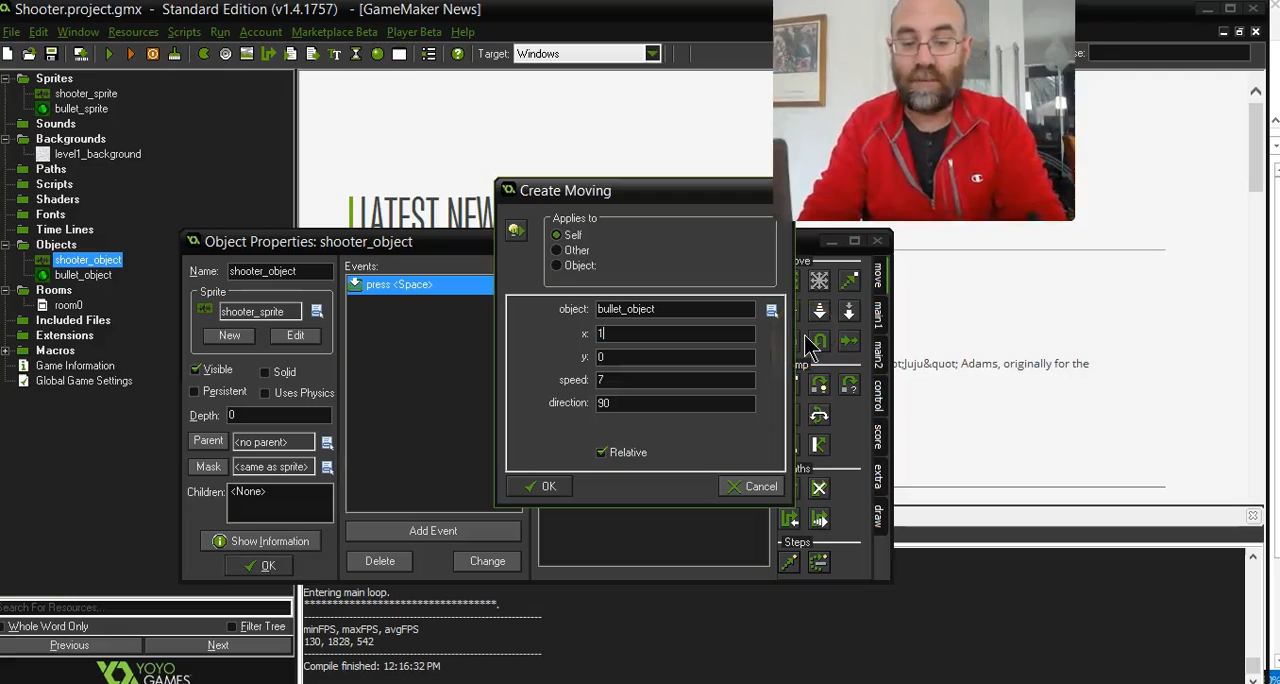 Shooter.project.gmx - Standard Edition (v1.4.1757) - [GameMaker News]
File Edit Window Resources Scripts Run Account Marketplace Beta Player Beta Help
Target: Windows
Sprites
shooter_sprite
bullet_sprite
Sounds
Backgrounds
level1_background
Paths
Scripts
Shaders
Fonts
Time Lines
Objects
shooter_object
bullet_object
Rooms
room0
Included Files
Extensions
Macros
Game Information
Global Game Settings
Search For Resources...
Whole Word Only Filter Tree
Previous Next
YOYO
GAMES
LATEST NEW
Juju&quot; Adams, originally for the
Object Properties: shooter_object
Name: shooter_object
Sprite
shooter_sprite
New Edit
Visible Solid
Persistent Uses Physics
Depth: 0
Parent <no parent>
Mask <same as sprite>
Children: <None>
Show Information
OK
Events:
press <Space>
Add Event
Delete Change
Create Moving
Applies to
Self
Other
Object:
object: bullet_object
x: 1
y: 0
speed: 7
direction: 90
Relative
OK Cancel
Steps
move
main1
main2
control
score
extra
draw
Entering main loop.
minFPS, maxFPS, avgFPS
130, 1828, 542
Compile finished: 12:16:32 PM